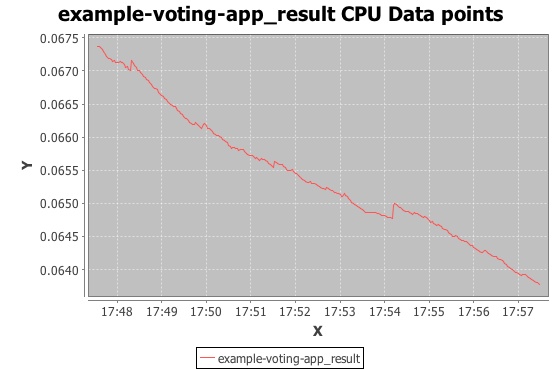 example-voting-app_result CPU Data points
Y
0.0675
0.0670
0.0665
0.0660
0.0655
0.0650
0.0645
0.0640
17:48 17:49 17:50 17:51 17:52 17:53 17:54 17:55 17:56 17:57
X
example-voting-app_result